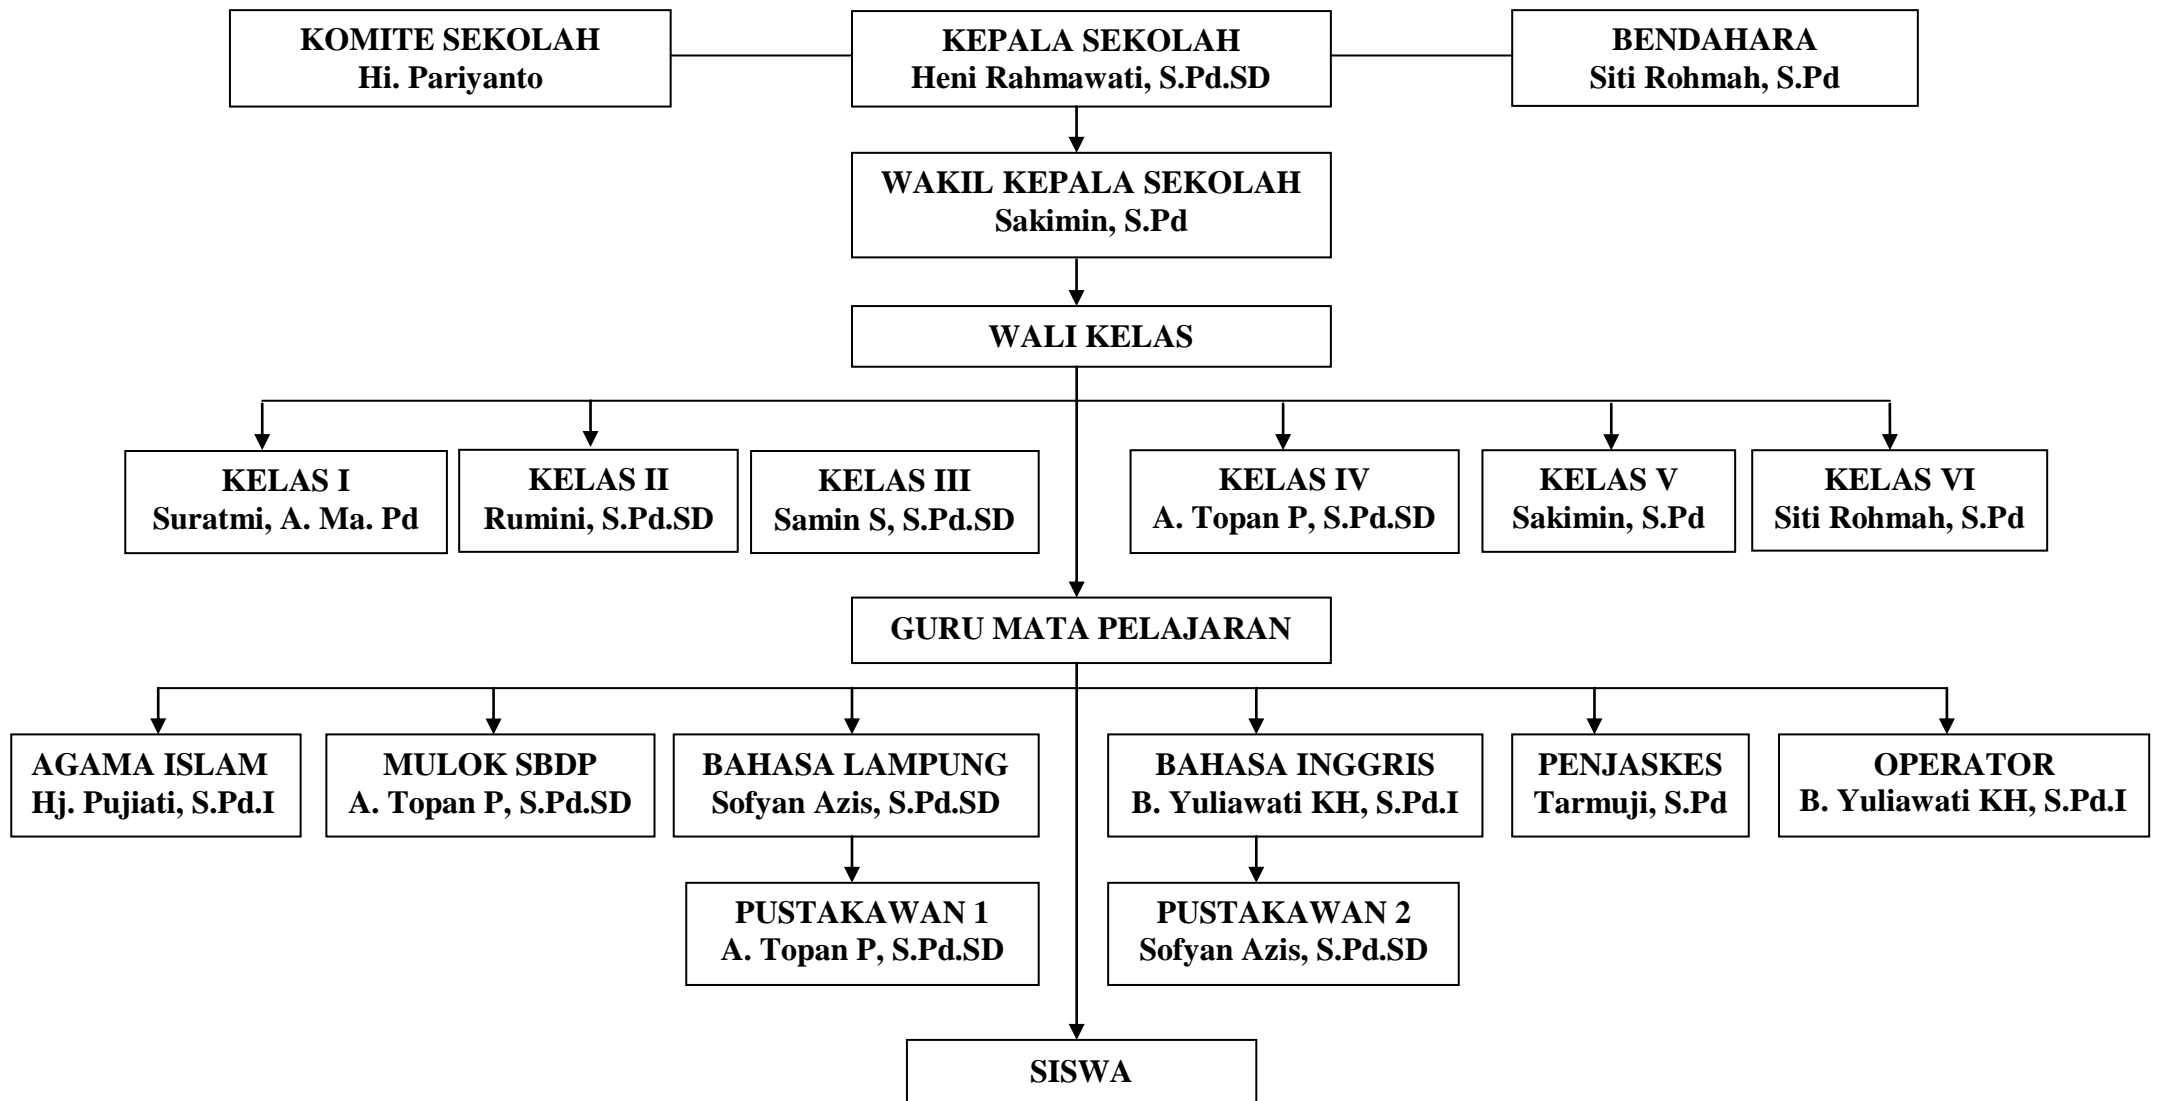 KOMITE SEKOLAH
Hi. Pariyanto
KEPALA SEKOLAH
Heni Rahmawati, S.Pd.SD
BENDAHARA
Siti Rohmah, S.Pd
WAKIL KEPALA SEKOLAH
Sakimin, S.Pd
WALI KELAS
KELAS I
Suratmi, A. Ma. Pd
KELAS II
Rumini, S.Pd.SD
KELAS III
Samin S, S.Pd.SD
KELAS IV
A. Topan P, S.Pd.SD
KELAS V
Sakimin, S.Pd
KELAS VI
Siti Rohmah, S.Pd
GURU MATA PELAJARAN
AGAMA ISLAM
Hj. Pujiati, S.Pd.I
MULOK SBDP
A. Topan P, S.Pd.SD
BAHASA LAMPUNG
Sofyan Azis, S.Pd.SD
BAHASA INGGRIS
B. Yuliawati KH, S.Pd.I
PENJASKES
Tarmuji, S.Pd
OPERATOR
B. Yuliawati KH, S.Pd.I
PUSTAKAWAN 1
A. Topan P, S.Pd.SD
PUSTAKAWAN 2
Sofyan Azis, S.Pd.SD
SISWA